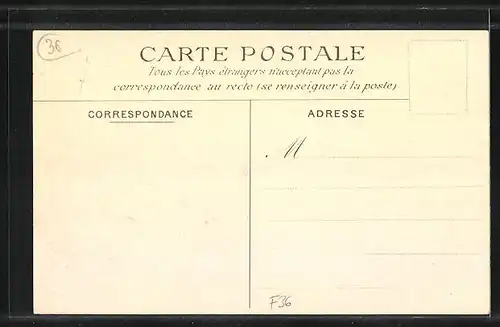 36
CARTE POSTALE
Tous les Pays étrangers n'acceptant pas la
correspondance au recto (se renseigner à la poste)
CORRESPONDANCE
ADRESSE
M
F36